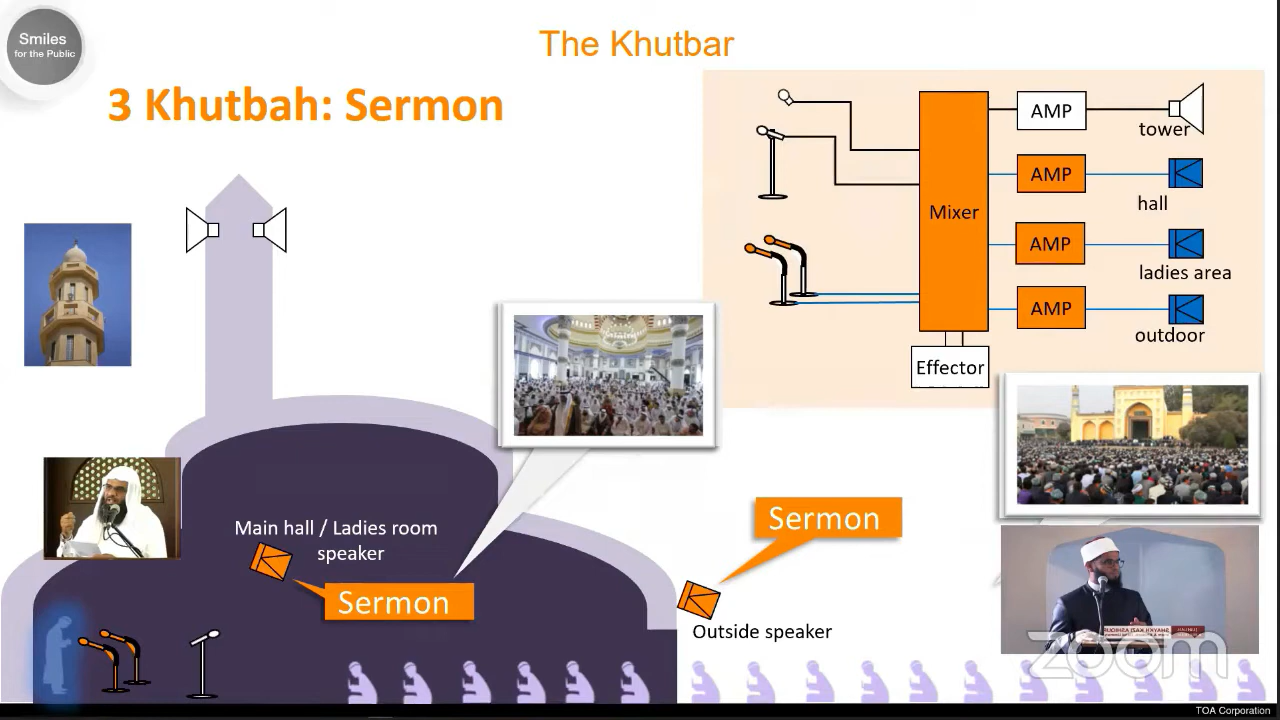 Smiles
for the Public
The Khutbar
3 Khutbah: Sermon
AMP
tower
AMP
hall
Mixer
AMP
ladies area
AMP
outdoor
Effector
Main hall / Ladies room
speaker
Sermon
Sermon
Outside speaker
zoom
TOA Corporation